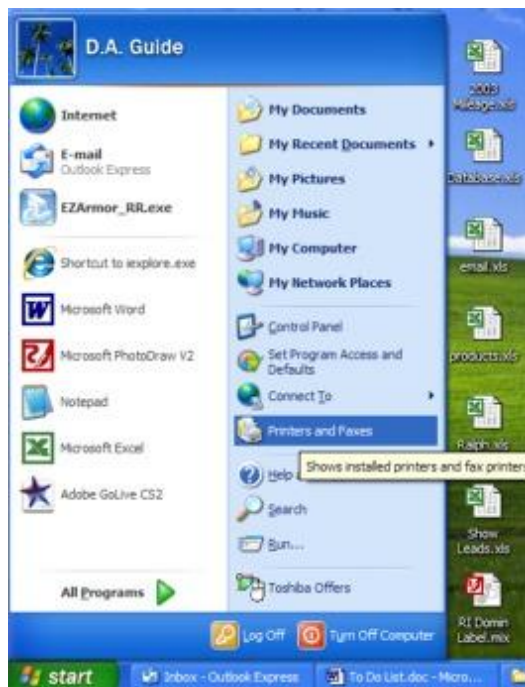 D.A. Guide
Internet
E-mail
Outlook Express
EZArmor_RR.exe
Shortcut to iexplore.exe
Microsoft Word
Microsoft PhotoDraw V2
Notepad
Microsoft Excel
Adobe GoLive CS2
All Programs
My Documents
My Recent Documents
My Pictures
My Music
My Computer
My Network Places
Control Panel
Set Program Access and
Defaults
Connect To
Printers and Faxes
Shows installed printers and fax printers
Help
Search
Run...
Toshiba Offers
Log Off
Turn Off Computer
2003
Mileage.xls
Database.xls
email.xls
products.xls
Ralph.xls
Show
Leads.xls
RI Domin
Label.mix
start
Inbox - Outlook Express
To Do List.doc - Micro...